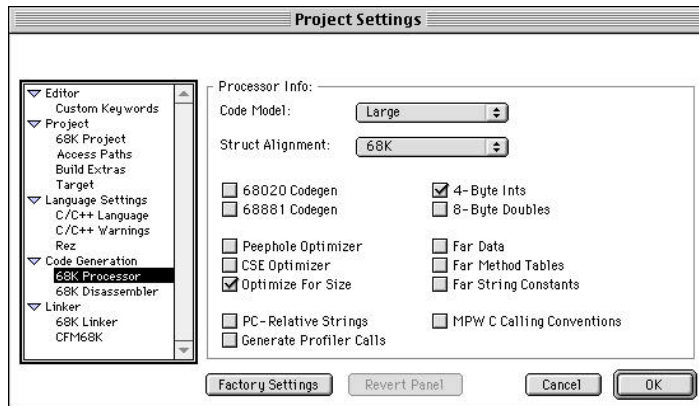 Project Settings
Editor
Custom Keywords
Project
68K Project
Access Paths
Build Extras
Target
Language Settings
C/C++ Language
C/C++ Warnings
Rez
Code Generation
68K Processor
68K Disassembler
Linker
68K Linker
CFM68K
Processor Info:
Code Model: Large
Struct Alignment: 68K
68020 Codegen
68881 Codegen
Peephole Optimizer
CSE Optimizer
Optimize For Size
PC-Relative Strings
Generate Profiler Calls
4-Byte Ints
8-Byte Doubles
Far Data
Far Method Tables
Far String Constants
MPW C Calling Conventions
Factory Settings
Revert Panel
Cancel
OK